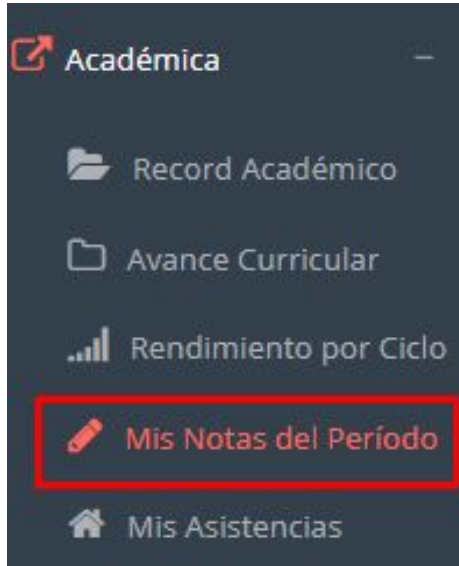 Académica
Record Académico
Avance Curricular
Rendimiento por Ciclo
Mis Notas del Período
Mis Asistencias